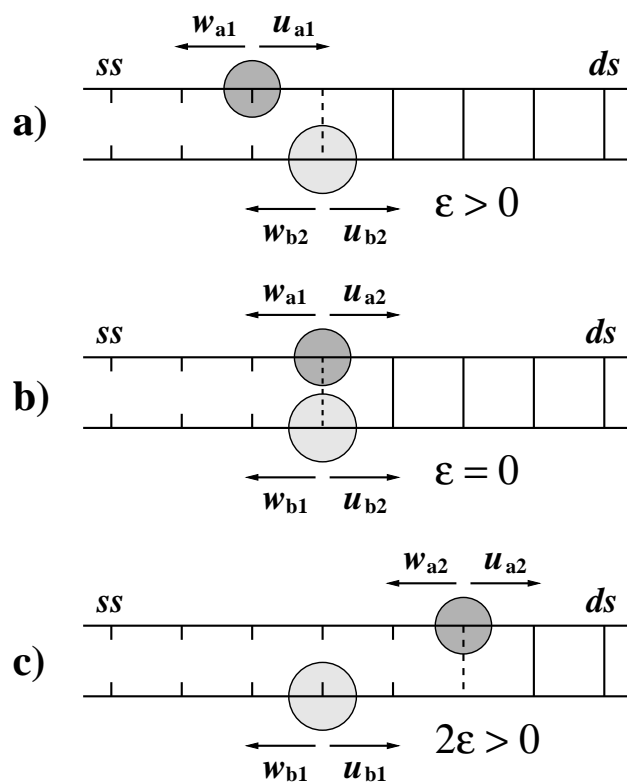 w_a1 u_a1
ss ds
a)
w_b2 u_b2 ε > 0
w_a1 u_a2
ss ds
b)
w_b1 u_b2 ε = 0
w_a2 u_a2
ss ds
c)
w_b1 u_b1 2ε > 0